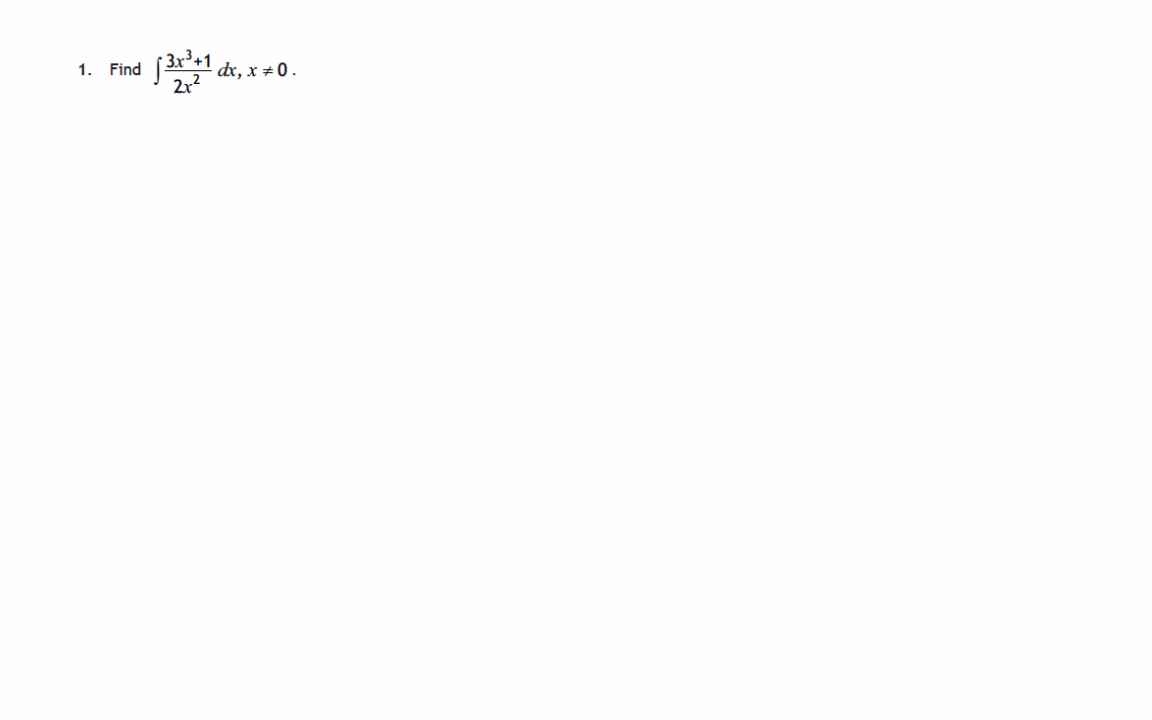 1. Find ∫ (3x³+1)/(2x²) dx, x ≠ 0 .